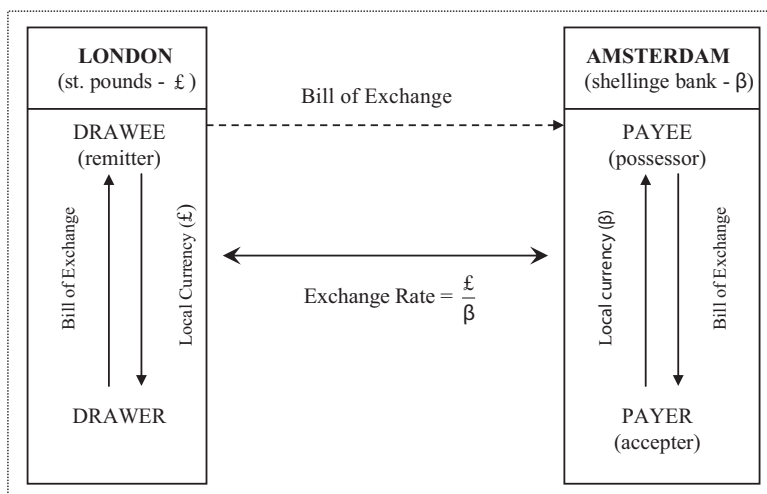 LONDON
(st. pounds - £)
DRAWEE
(remitter)
Bill of Exchange
Local Currency (£)
DRAWER
Bill of Exchange
Exchange Rate = £/β
AMSTERDAM
(shellinge bank - β)
PAYEE
(possessor)
Local currency (β)
Bill of Exchange
PAYER
(accepter)